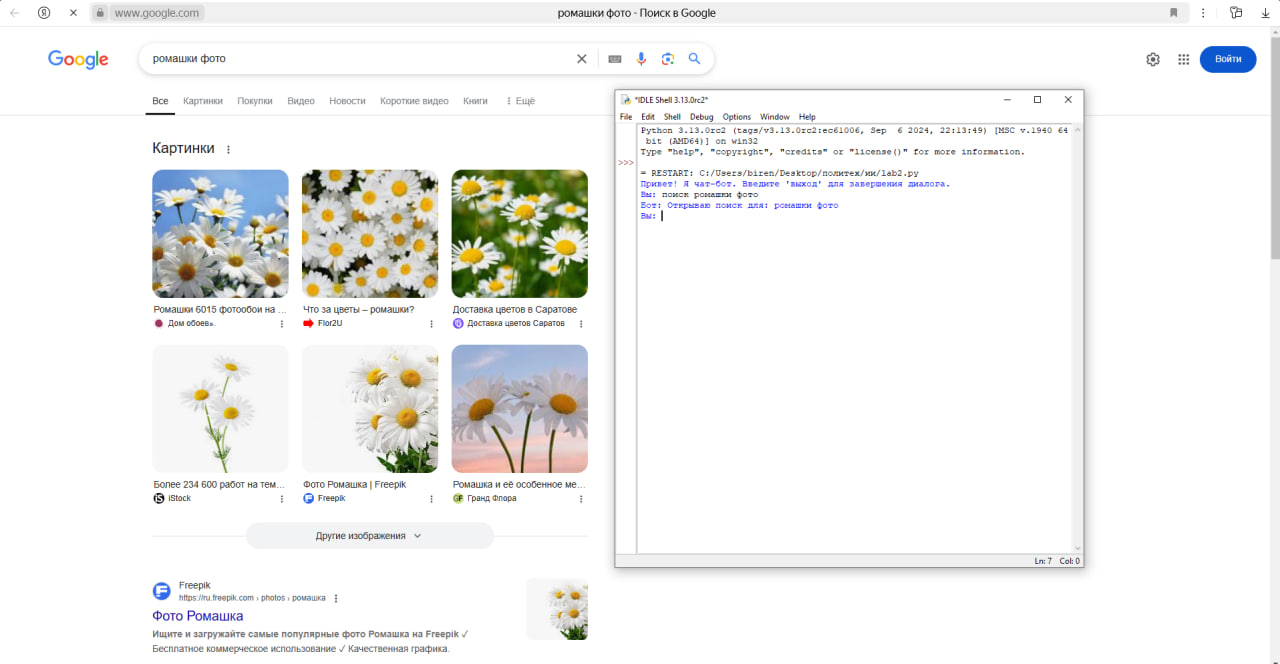 www.google.com
ромашки фото - Поиск в Google
Google
ромашки фото
Войти
Все Картинки Покупки Видео Новости Короткие видео Книги Ещё
Картинки
Ромашки 6015 фотообои на ...
Дом обоев».
Что за цветы – ромашки?
Flor2U
Доставка цветов в Саратове
Доставка цветов Саратов
Более 234 600 работ на тем...
iStock
Фото Ромашка | Freepik
Freepik
Ромашка и её особенное ме...
Гранд Флора
Другие изображения
Freepik
https://ru.freepik.com › photos › ромашка
Фото Ромашка
Ищите и загружайте самые популярные фото Ромашка на Freepik ✓
Бесплатное коммерческое использование ✓ Качественная графика.
*IDLE Shell 3.13.0rc2*
File Edit Shell Debug Options Window Help
Python 3.13.0rc2 (tags/v3.13.0rc2:ec61006, Sep 6 2024, 22:13:49) [MSC v.1940 64
bit (AMD64)] on win32
Type "help", "copyright", "credits" or "license()" for more information.
>>>
= RESTART: C:/Users/biren/Desktop/политех/ии/lab2.py
Привет! Я чат-бот. Введите 'выход' для завершения диалога.
Вы: поиск ромашки фото
Бот: Открываю поиск для: ромашки фото
Вы:
Ln: 7 Col: 0